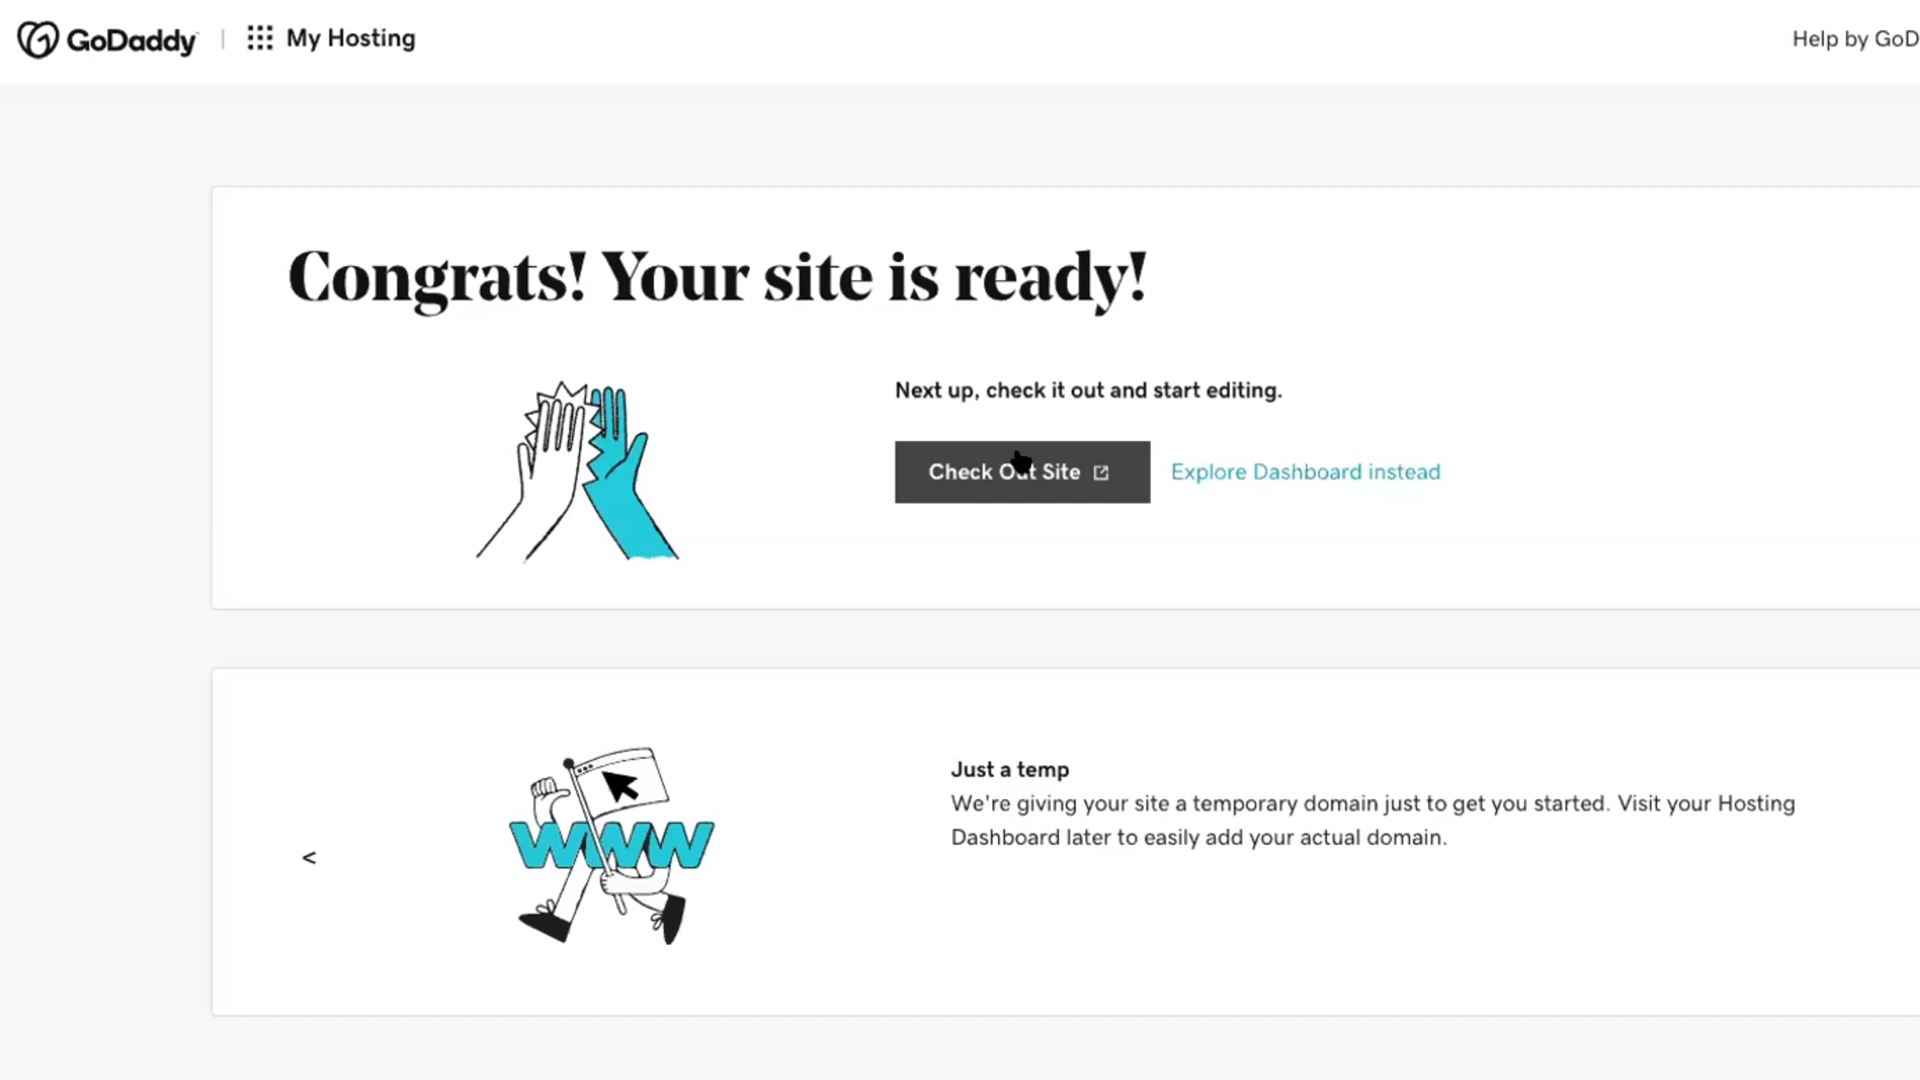 GoDaddy
My Hosting
Help by GoD
Congrats! Your site is ready!
Next up, check it out and start editing.
Check Out Site
Explore Dashboard instead
<
WWW
Just a temp
We're giving your site a temporary domain just to get you started. Visit your Hosting
Dashboard later to easily add your actual domain.